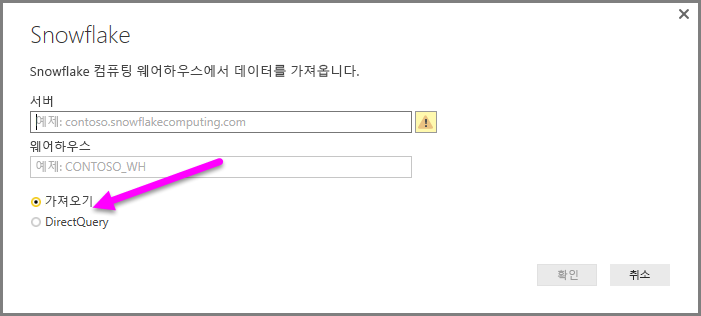 Snowflake
Snowflake 컴퓨팅 웨어하우스에서 데이터를 가져옵니다.
서버
예제: contoso.snowflakecomputing.com
웨어하우스
예제: CONTOSO_WH
가져오기
DirectQuery
확인 취소